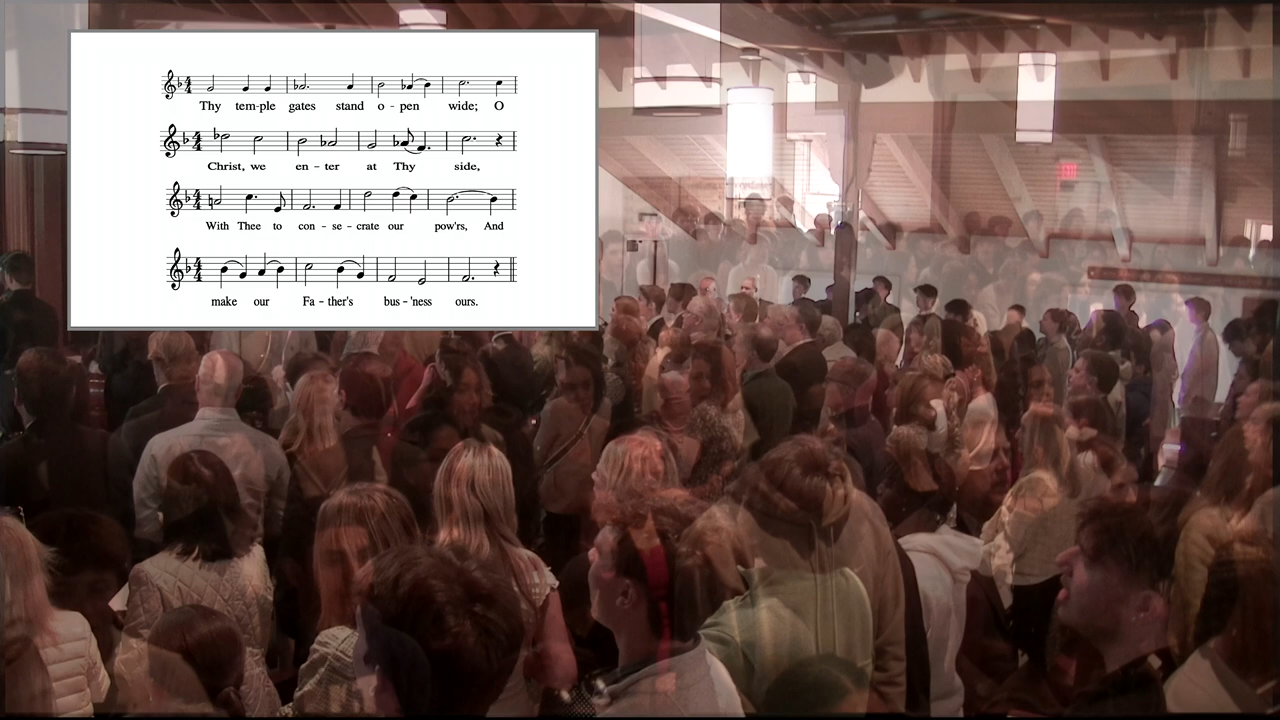 Thy tem-ple gates stand o - pen wide; O
Christ, we en - ter at Thy side,
With Thee to con - se - crate our pow'rs, And
make our Fa - ther's bus - 'ness ours.